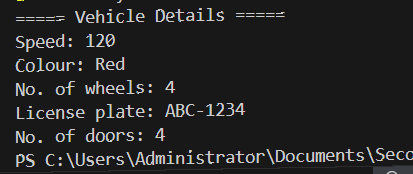 ===== Vehicle Details =====
Speed: 120
Colour: Red
No. of wheels: 4
License plate: ABC-1234
No. of doors: 4
PS C:\Users\Administrator\Documents\Seco